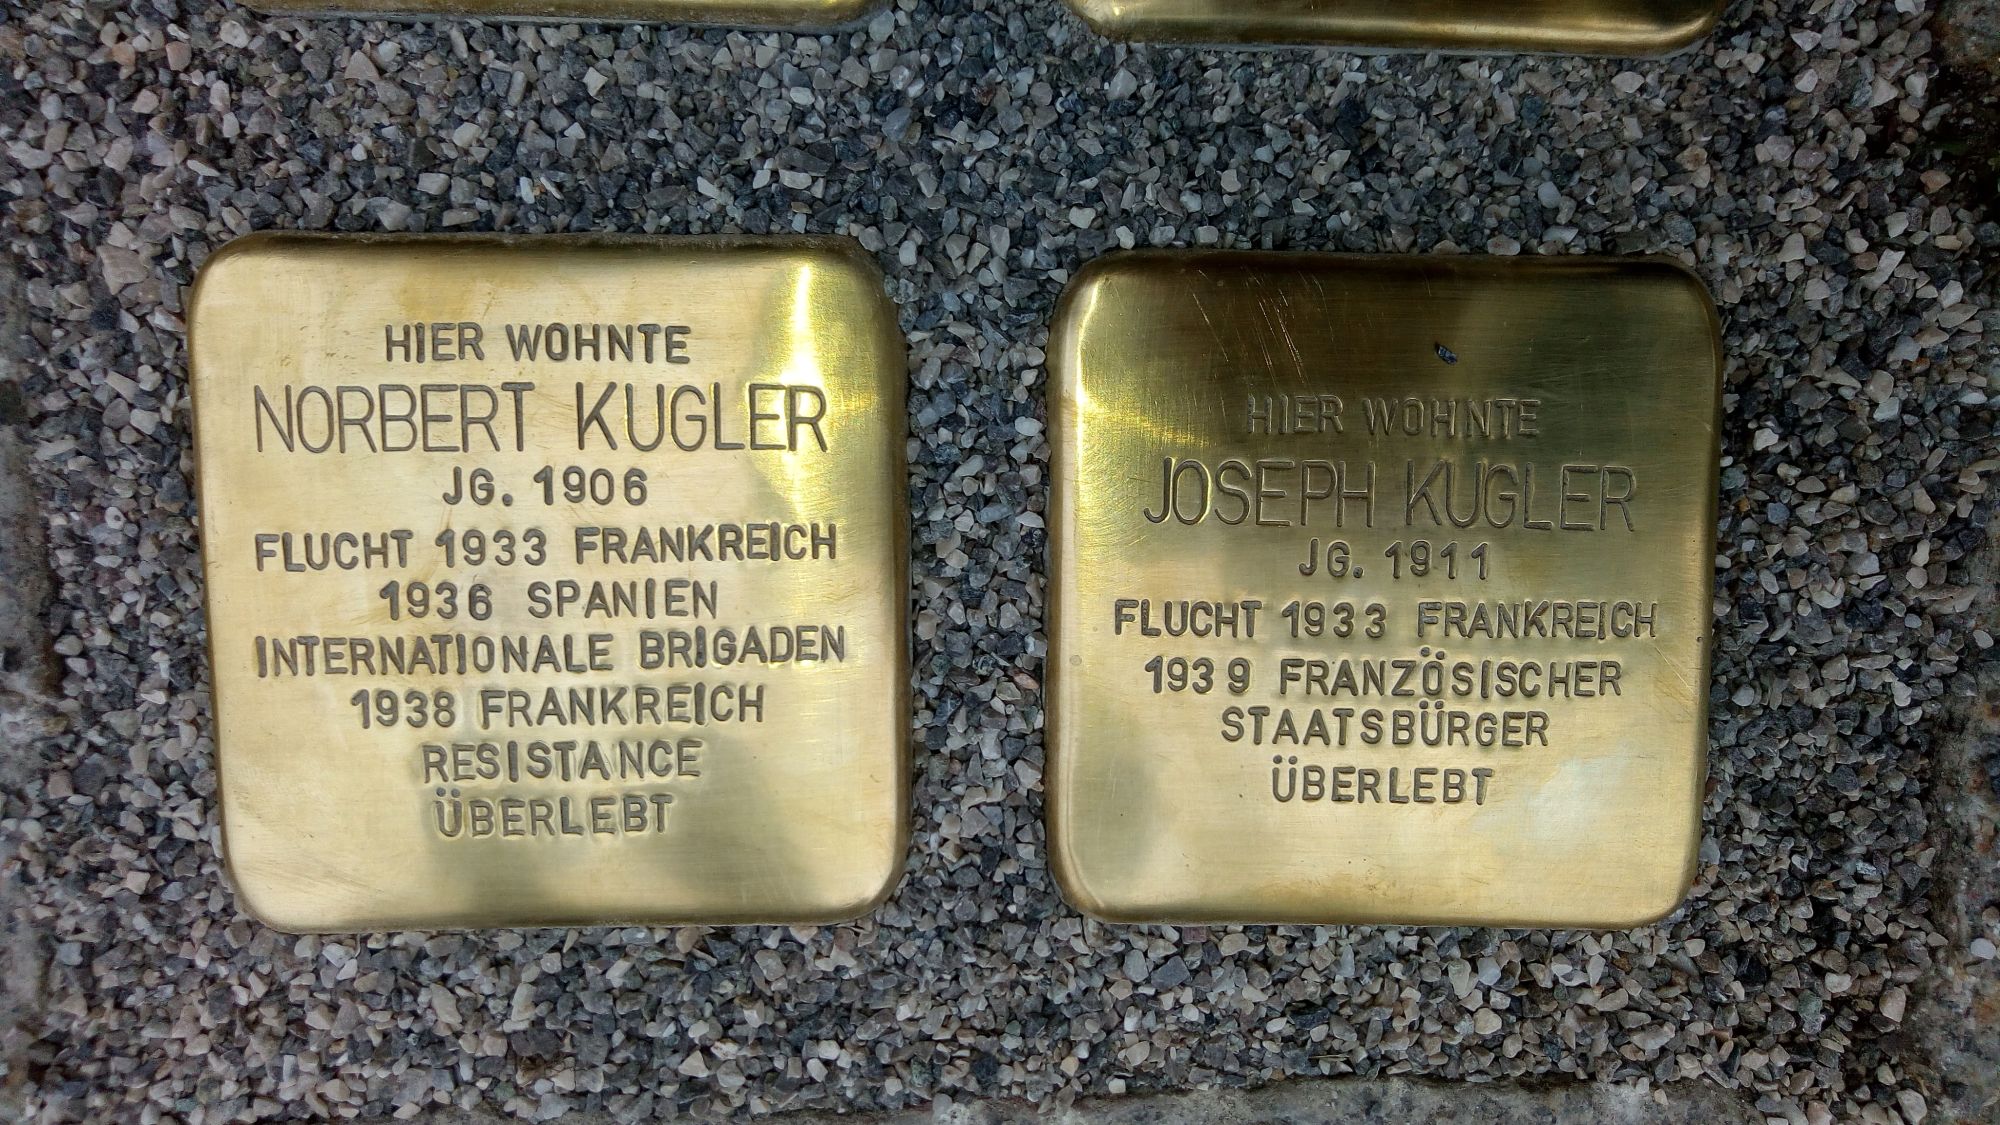 HIER WOHNTE
NORBERT KUGLER
JG. 1906
FLUCHT 1933 FRANKREICH
1936 SPANIEN
INTERNATIONALE BRIGADEN
1938 FRANKREICH
RESISTANCE
ÜBERLEBT
HIER WOHNTE
JOSEPH KUGLER
JG. 1911
FLUCHT 1933 FRANKREICH
1939 FRANZÖSISCHER
STAATSBÜRGER
ÜBERLEBT